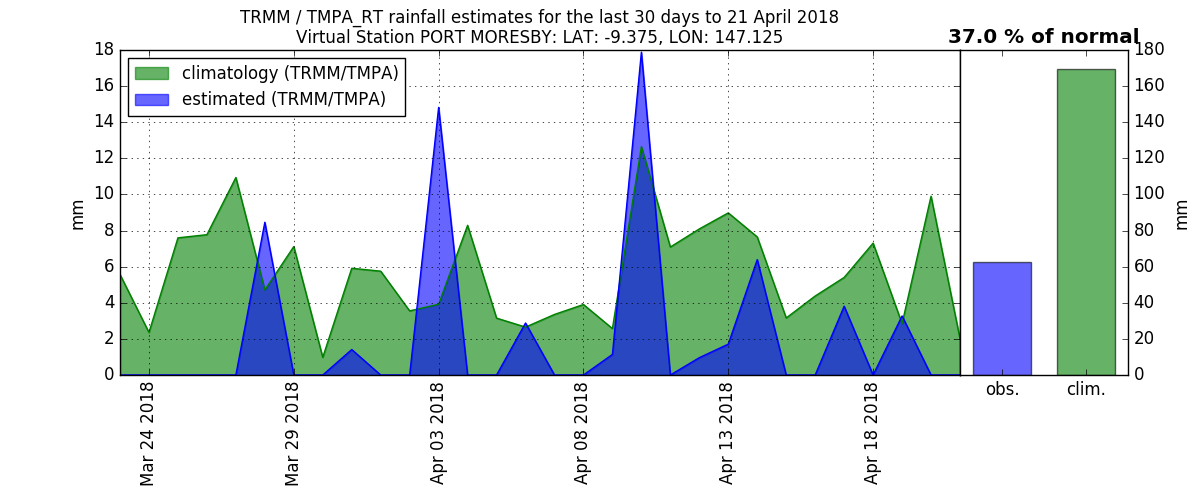 TRMM / TMPA_RT rainfall estimates for the last 30 days to 21 April 2018
Virtual Station PORT MORESBY: LAT: -9.375, LON: 147.125
37.0 % of normal
climatology (TRMM/TMPA)
estimated (TRMM/TMPA)
mm
18
16
14
12
10
8
6
4
2
0
Mar 24 2018
Mar 29 2018
Apr 03 2018
Apr 08 2018
Apr 13 2018
Apr 18 2018
obs.
clim.
180
160
140
120
100
80
60
40
20
0
mm